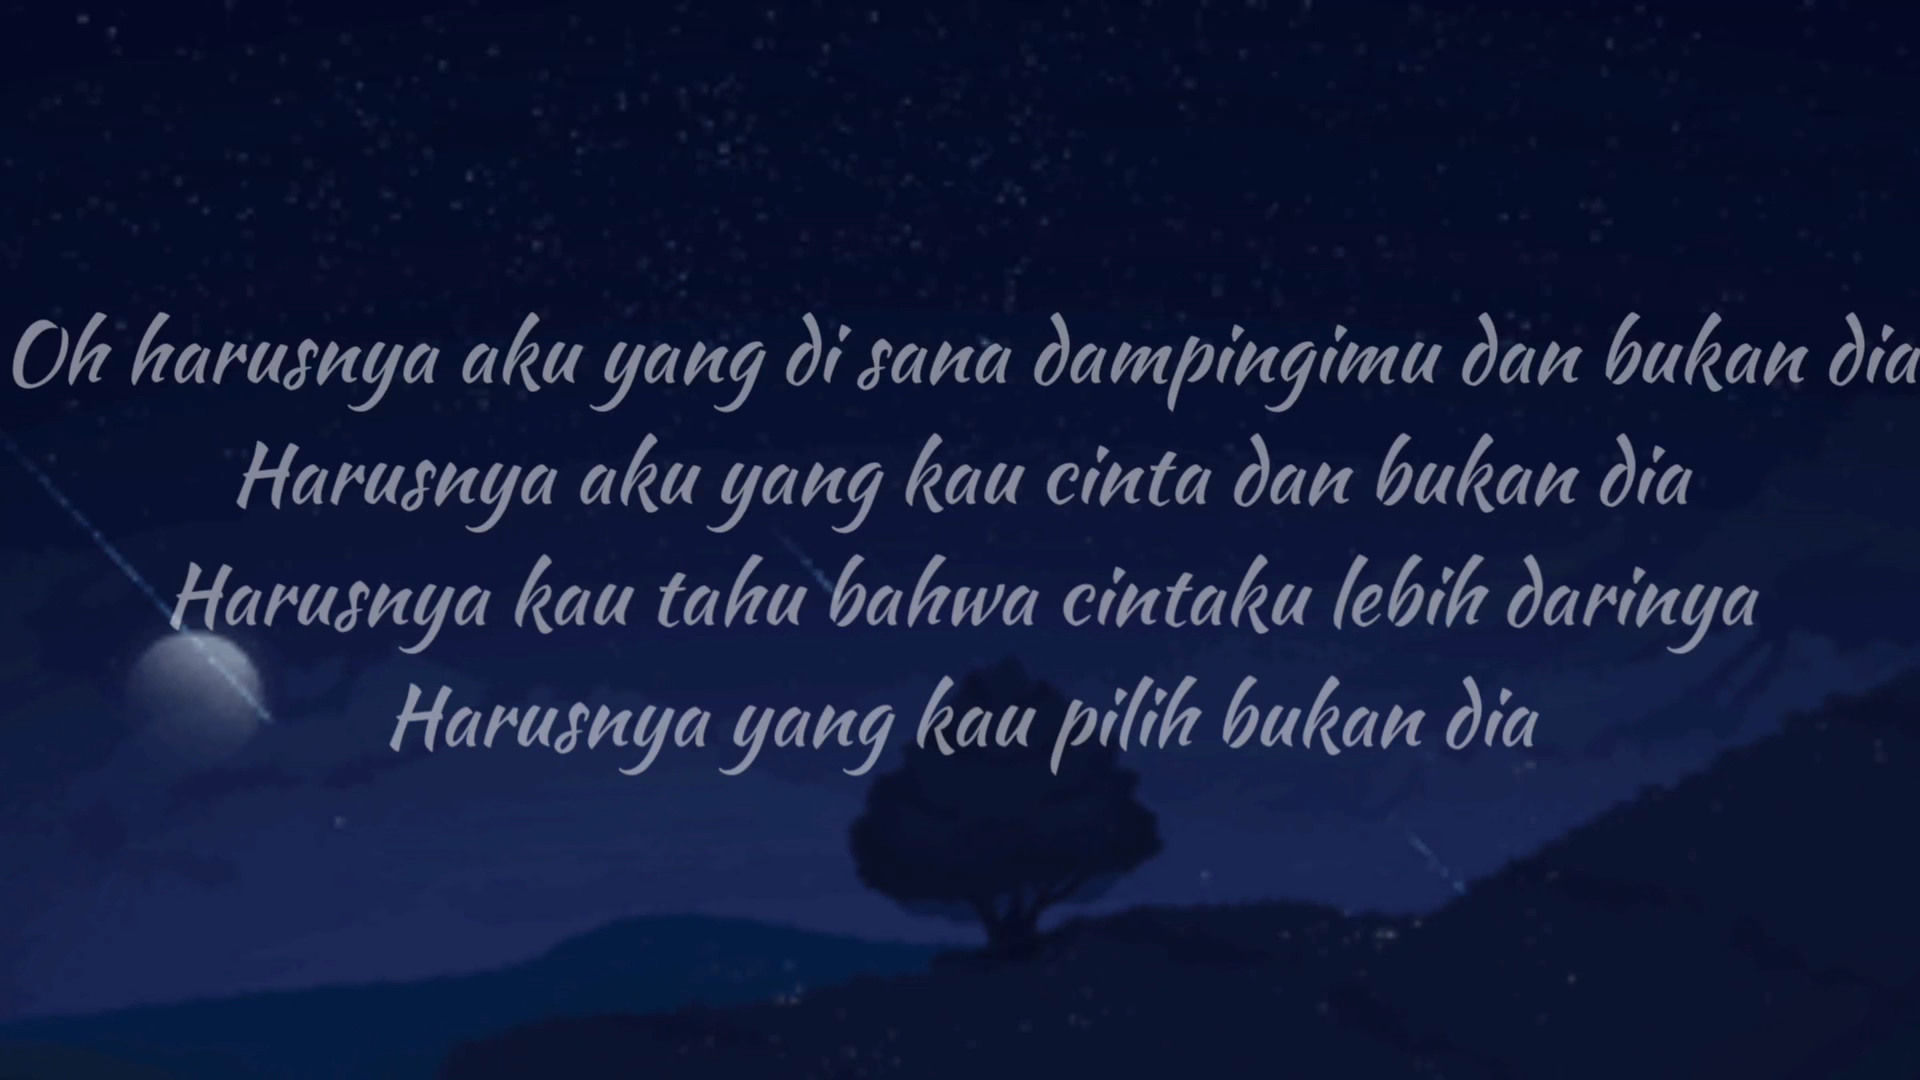 Oh harusnya aku yang di sana dampingimu dan bukan dia
Harusnya aku yang kau cinta dan bukan dia
Harusnya kau tahu bahwa cintaku lebih darinya
Harusnya yang kau pilih bukan dia